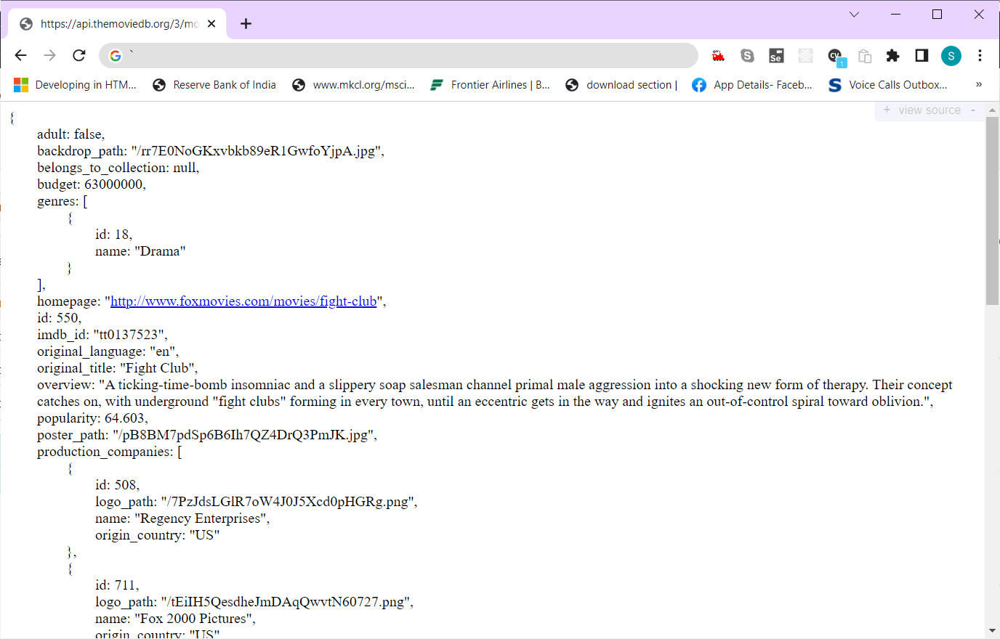 https://api.themoviedb.org/3/mo
`
Se
cy
1
S
Developing in HTM...
Reserve Bank of India
www.mkcl.org/msci...
Frontier Airlines | B...
download section |
App Details- Faceb...
Voice Calls Outbox...
»
+ view source -
{
adult: false,
backdrop_path: "/rr7E0NoGKxvbkb89eR1GwfoYjpA.jpg",
belongs_to_collection: null,
budget: 63000000,
genres: [
{
id: 18,
name: "Drama"
}
],
homepage: "http://www.foxmovies.com/movies/fight-club",
id: 550,
imdb_id: "tt0137523",
original_language: "en",
original_title: "Fight Club",
overview: "A ticking-time-bomb insomniac and a slippery soap salesman channel primal male aggression into a shocking new form of therapy. Their concept
catches on, with underground "fight clubs" forming in every town, until an eccentric gets in the way and ignites an out-of-control spiral toward oblivion.",
popularity: 64.603,
poster_path: "/pB8BM7pdSp6B6Ih7QZ4DrQ3PmJK.jpg",
production_companies: [
{
id: 508,
logo_path: "/7PzJdsLGlR7oW4J0J5Xcd0pHGRg.png",
name: "Regency Enterprises",
origin_country: "US"
},
{
id: 711,
logo_path: "/tEiIH5QesdheJmDAqQwvtN60727.png",
name: "Fox 2000 Pictures",
origin_country: "US"